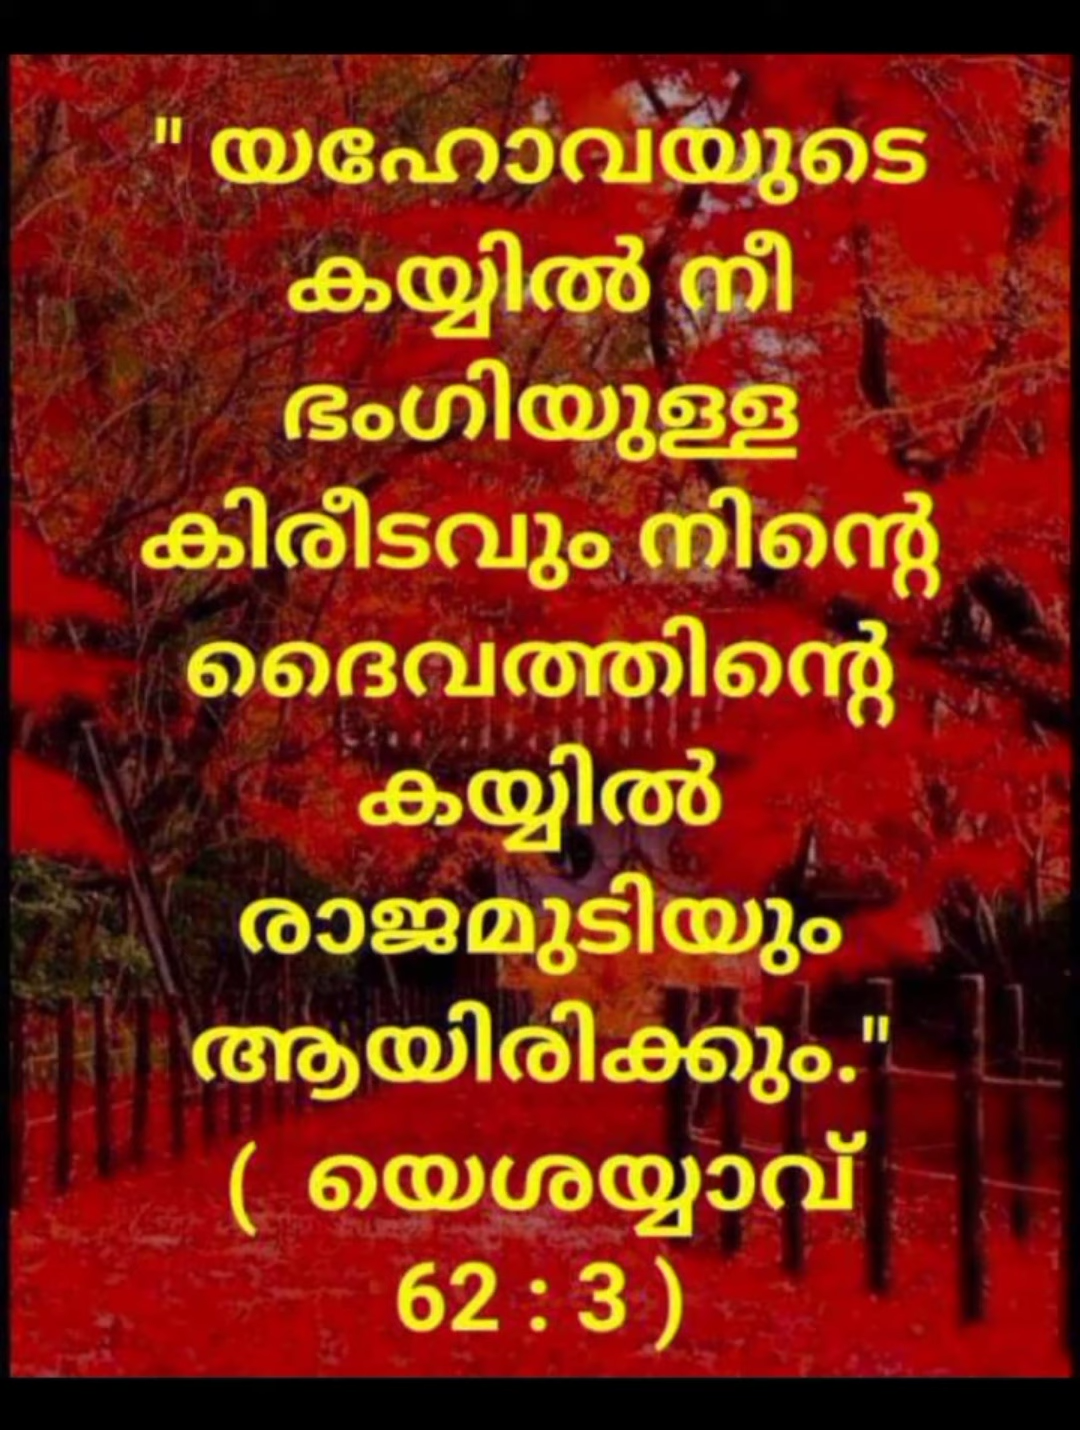 " യഹോവയുടെ
കയ്യിൽ നീ
ഭംഗിയുള്ള
കിരീടവും നിന്റെ
ദൈവത്തിന്റെ
കയ്യിൽ
രാജമുടിയും
ആയിരിക്കും."
( യെശയ്യാവ്
62 : 3 )